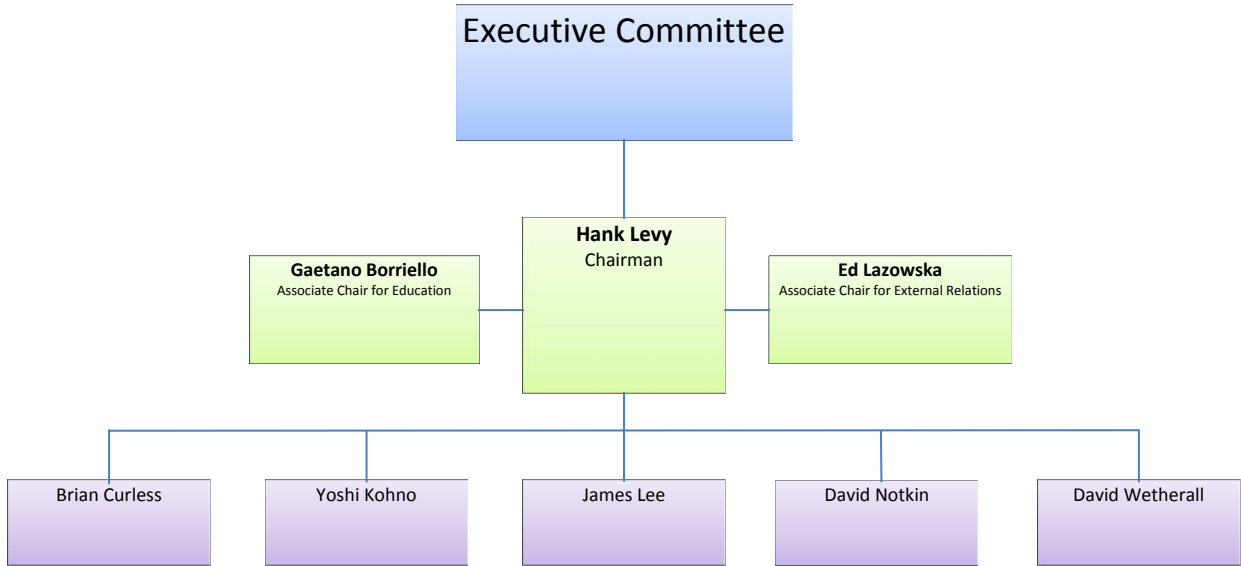 Executive Committee
Hank Levy
Chairman
Gaetano Borriello
Associate Chair for Education
Ed Lazowska
Associate Chair for External Relations
Brian Curless
Yoshi Kohno
James Lee
David Notkin
David Wetherall